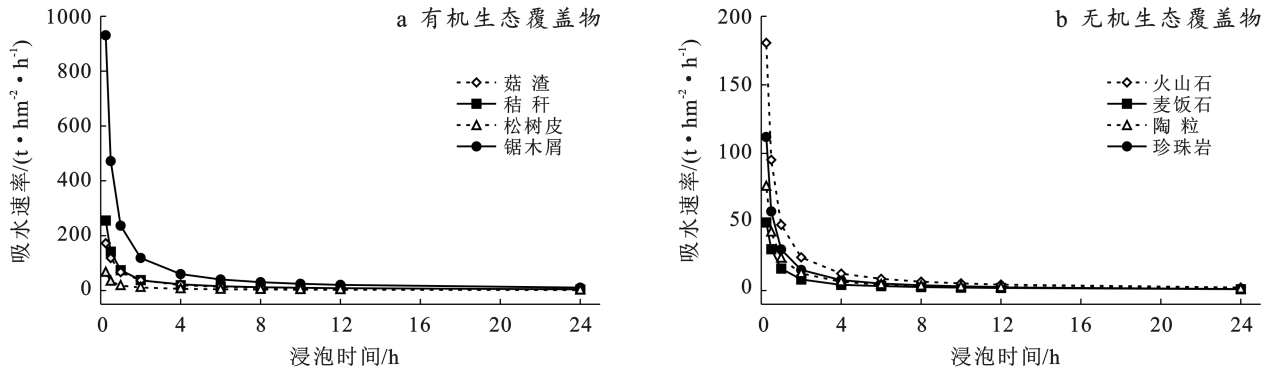 a 有机生态覆盖物
吸水速率/(t·hm⁻²·h⁻¹)
1000
800
600
400
200
0
菇渣
秸秆
松树皮
锯木屑
0 4 8 12 16 20 24
浸泡时间/h
b 无机生态覆盖物
吸水速率/(t·hm⁻²·h⁻¹)
200
150
100
50
0
火山石
麦饭石
陶粒
珍珠岩
0 4 8 12 16 20 24
浸泡时间/h